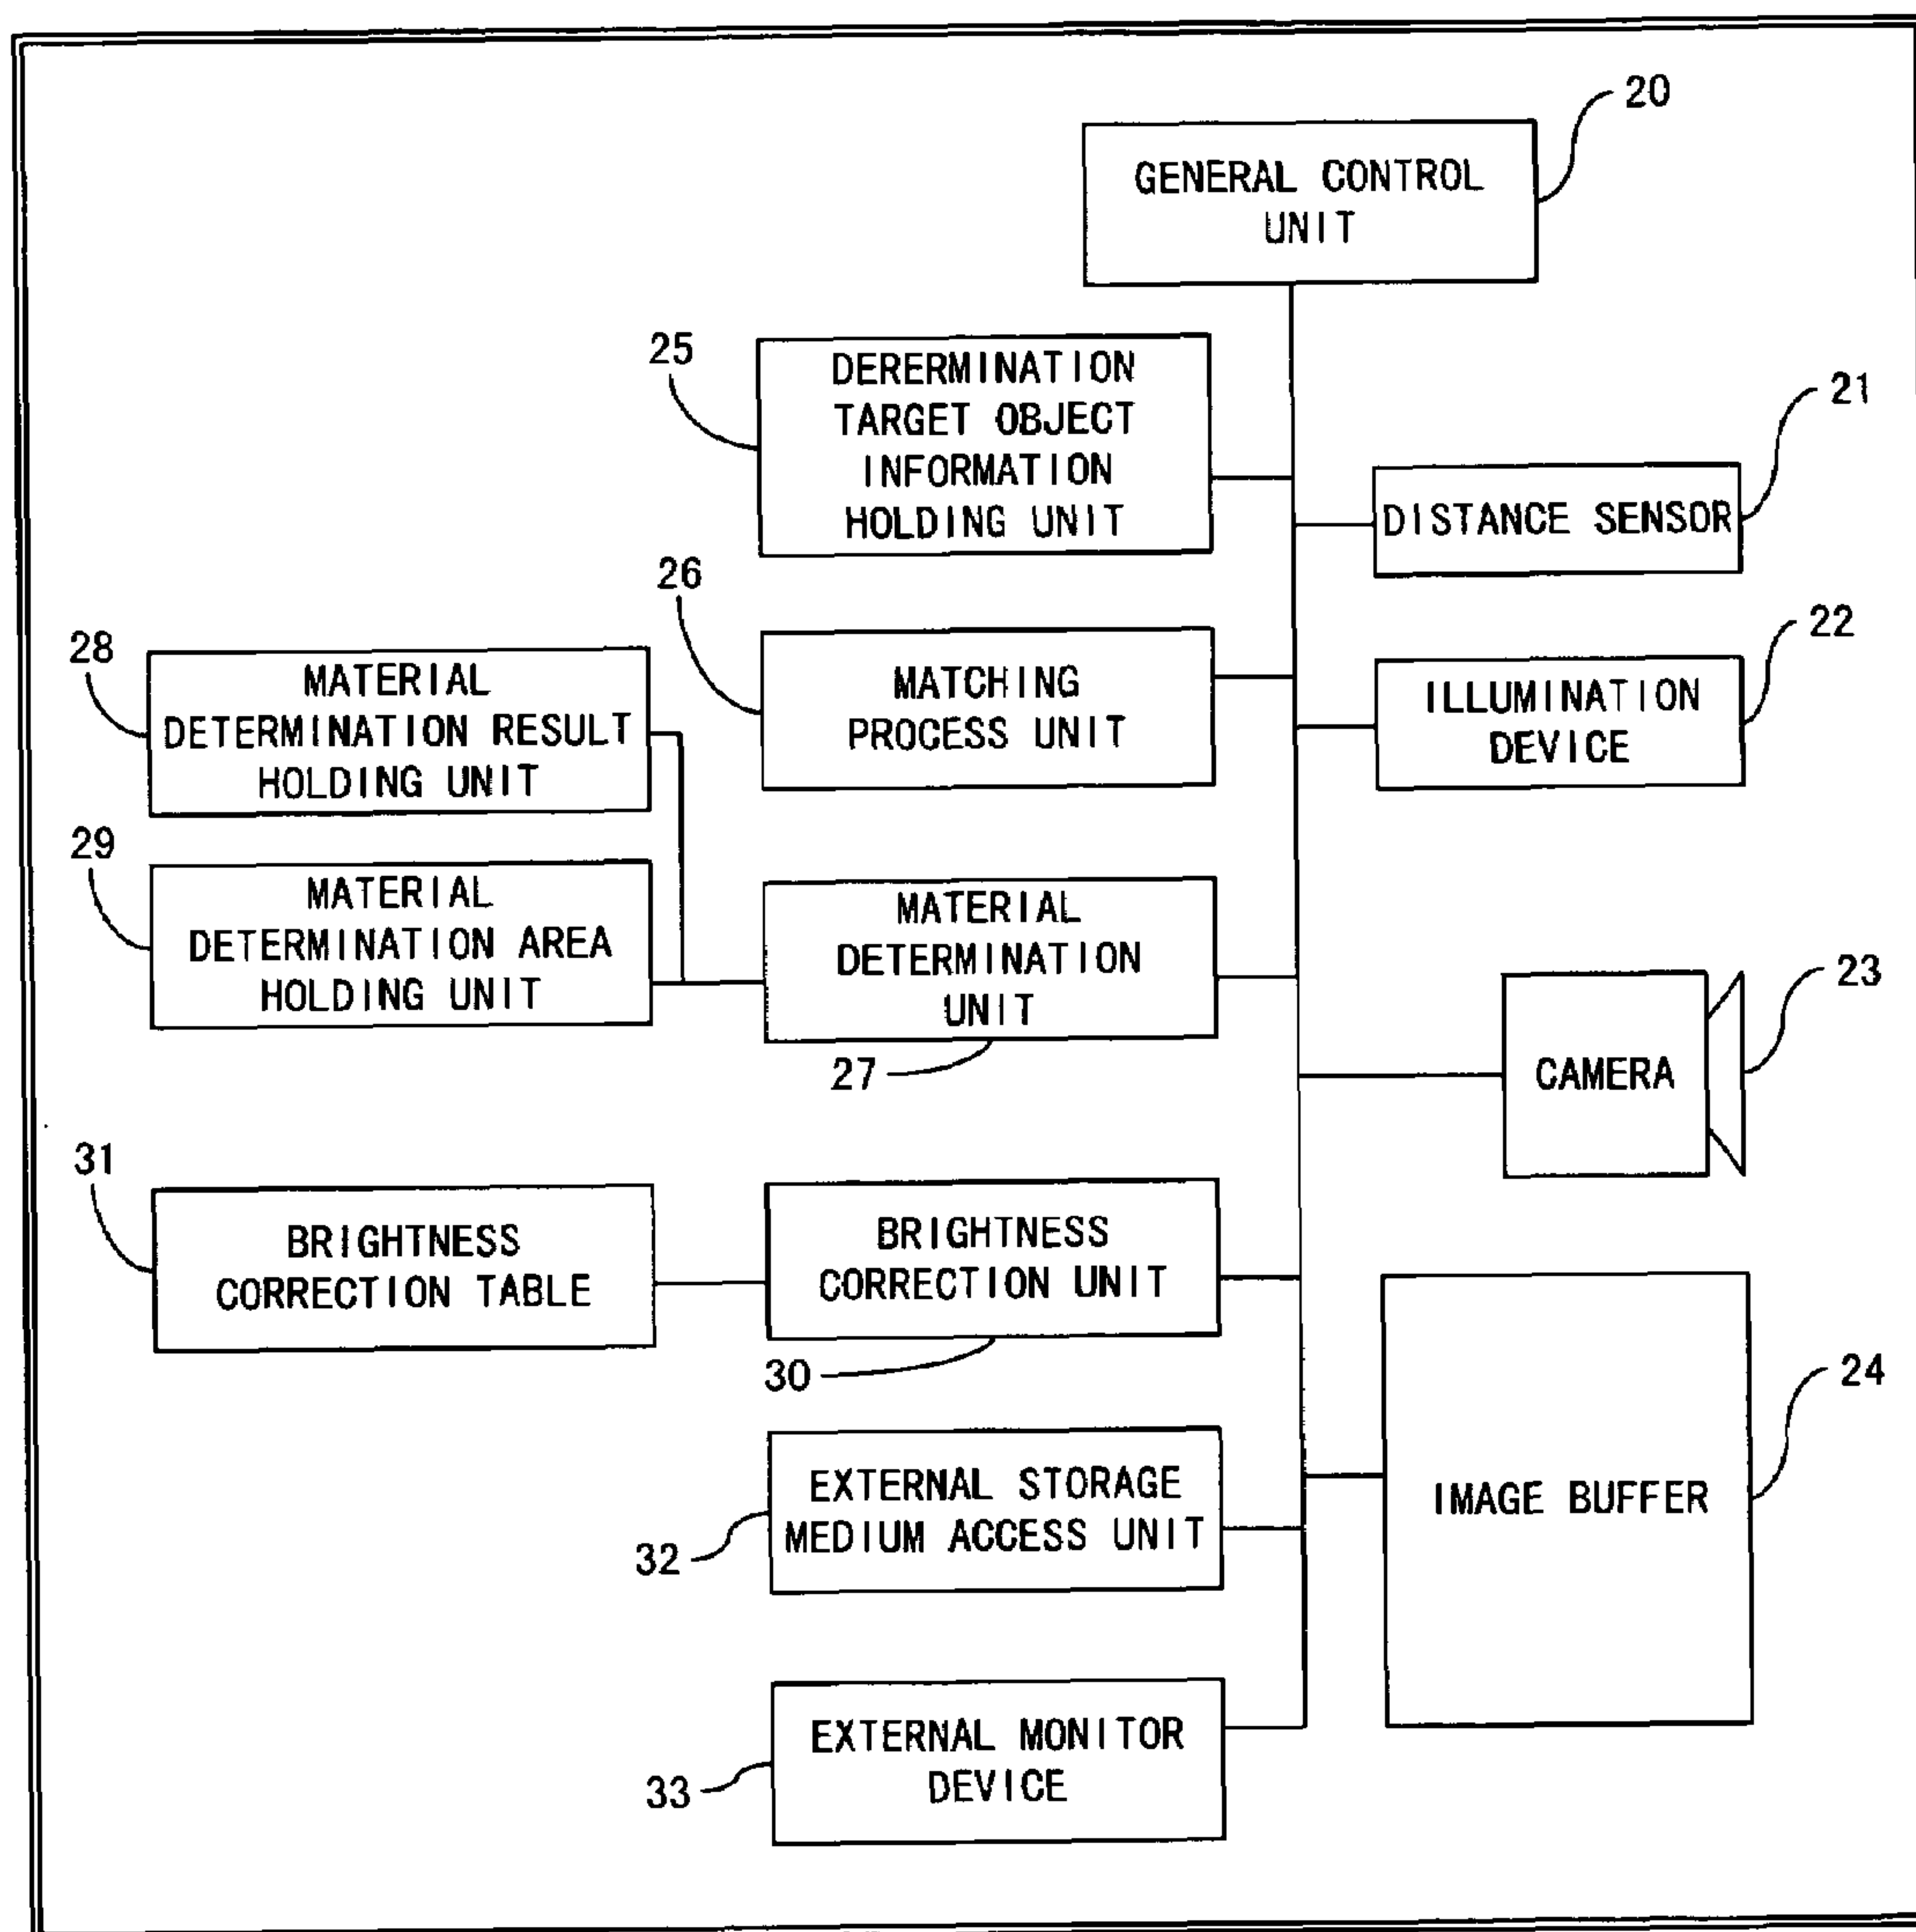 20
GENERAL CONTROL
UNIT
25
DERERMINATION
TARGET OBJECT
INFORMATION
HOLDING UNIT
21
DISTANCE SENSOR
26
MATCHING
PROCESS UNIT
22
ILLUMINATION
DEVICE
28
MATERIAL
DETERMINATION RESULT
HOLDING UNIT
29
MATERIAL
DETERMINATION AREA
HOLDING UNIT
MATERIAL
DETERMINATION
UNIT
27
23
CAMERA
31
BRIGHTNESS
CORRECTION TABLE
BRIGHTNESS
CORRECTION UNIT
30
24
IMAGE BUFFER
EXTERNAL STORAGE
MEDIUM ACCESS UNIT
32
EXTERNAL MONITOR
DEVICE
33